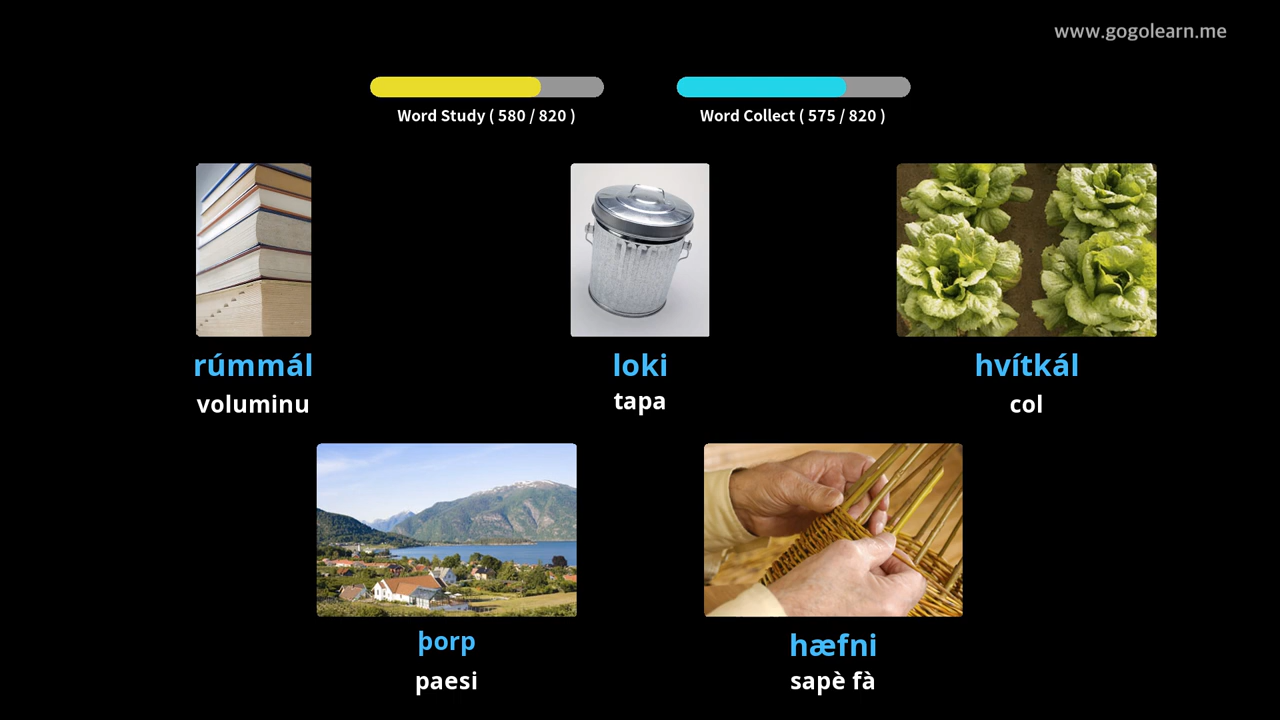 www.gogolearn.me
Word Study ( 580 / 820 )
Word Collect ( 575 / 820 )
rúmmál
voluminu
loki
tapa
hvítkál
col
þorp
paesi
hæfni
sapè fà